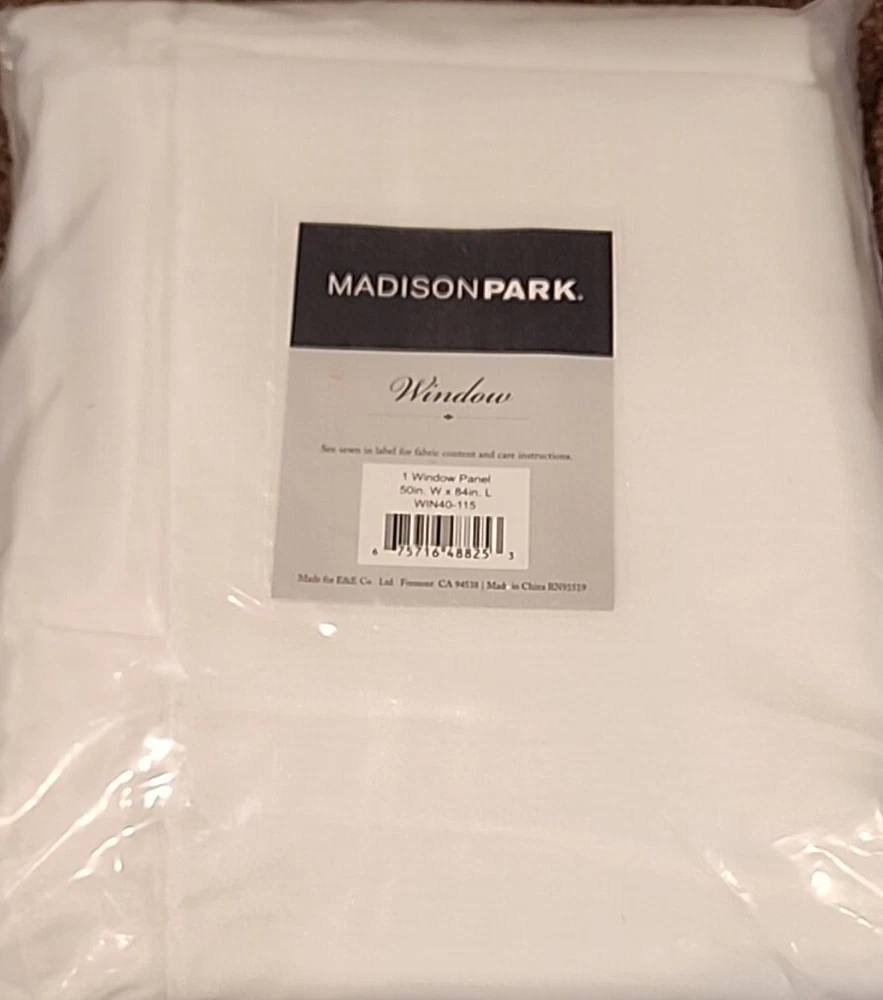 MADISONPARK.
Window
See sewn in label for fabric content and care instructions.
1 Window Panel
50in. W x 84in. L
WIN40-115
6 75716 48825 3
Made for E&E Co. Ltd Fremont CA 94538 | Made in China RN91519